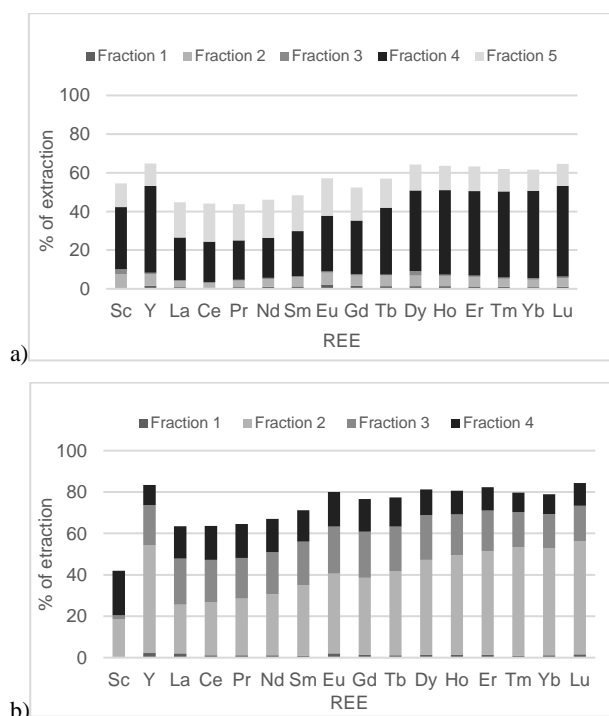 Fraction 1 Fraction 2 Fraction 3 Fraction 4 Fraction 5
100
80
60
40
20
0
% of extraction
Sc Y La Ce Pr Nd Sm Eu Gd Tb Dy Ho Er Tm Yb Lu
REE
a)
Fraction 1 Fraction 2 Fraction 3 Fraction 4
100
80
60
40
20
0
% of etraction
Sc Y La Ce Pr Nd Sm Eu Gd Tb Dy Ho Er Tm Yb Lu
REE
b)